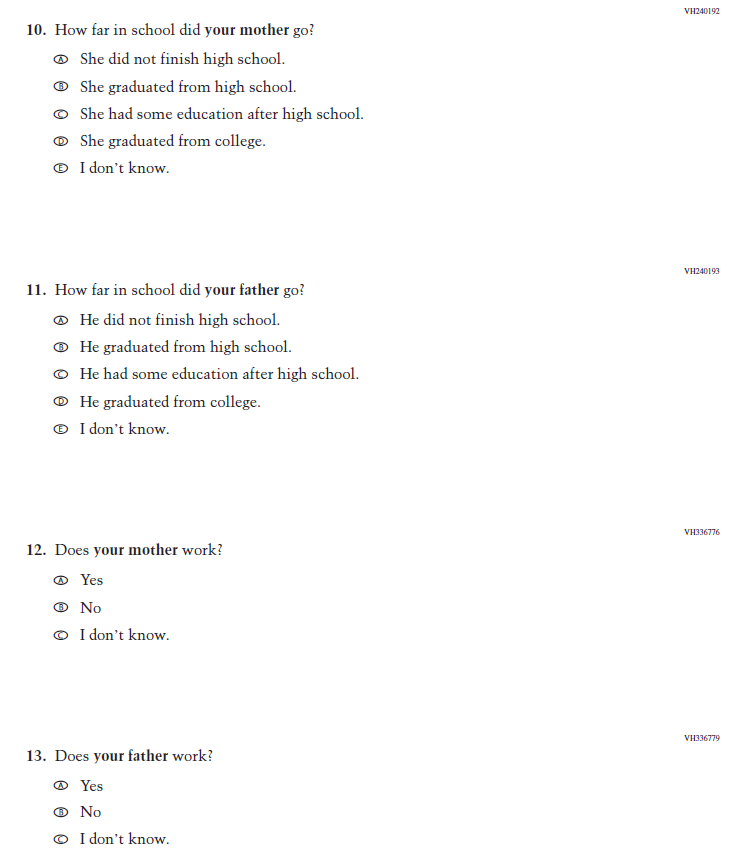 VH240192
10. How far in school did your mother go?
A She did not finish high school.
B She graduated from high school.
C She had some education after high school.
D She graduated from college.
E I don't know.
VH240193
11. How far in school did your father go?
A He did not finish high school.
B He graduated from high school.
C He had some education after high school.
D He graduated from college.
E I don't know.
VH336776
12. Does your mother work?
A Yes
B No
C I don't know.
VH336779
13. Does your father work?
A Yes
B No
C I don't know.